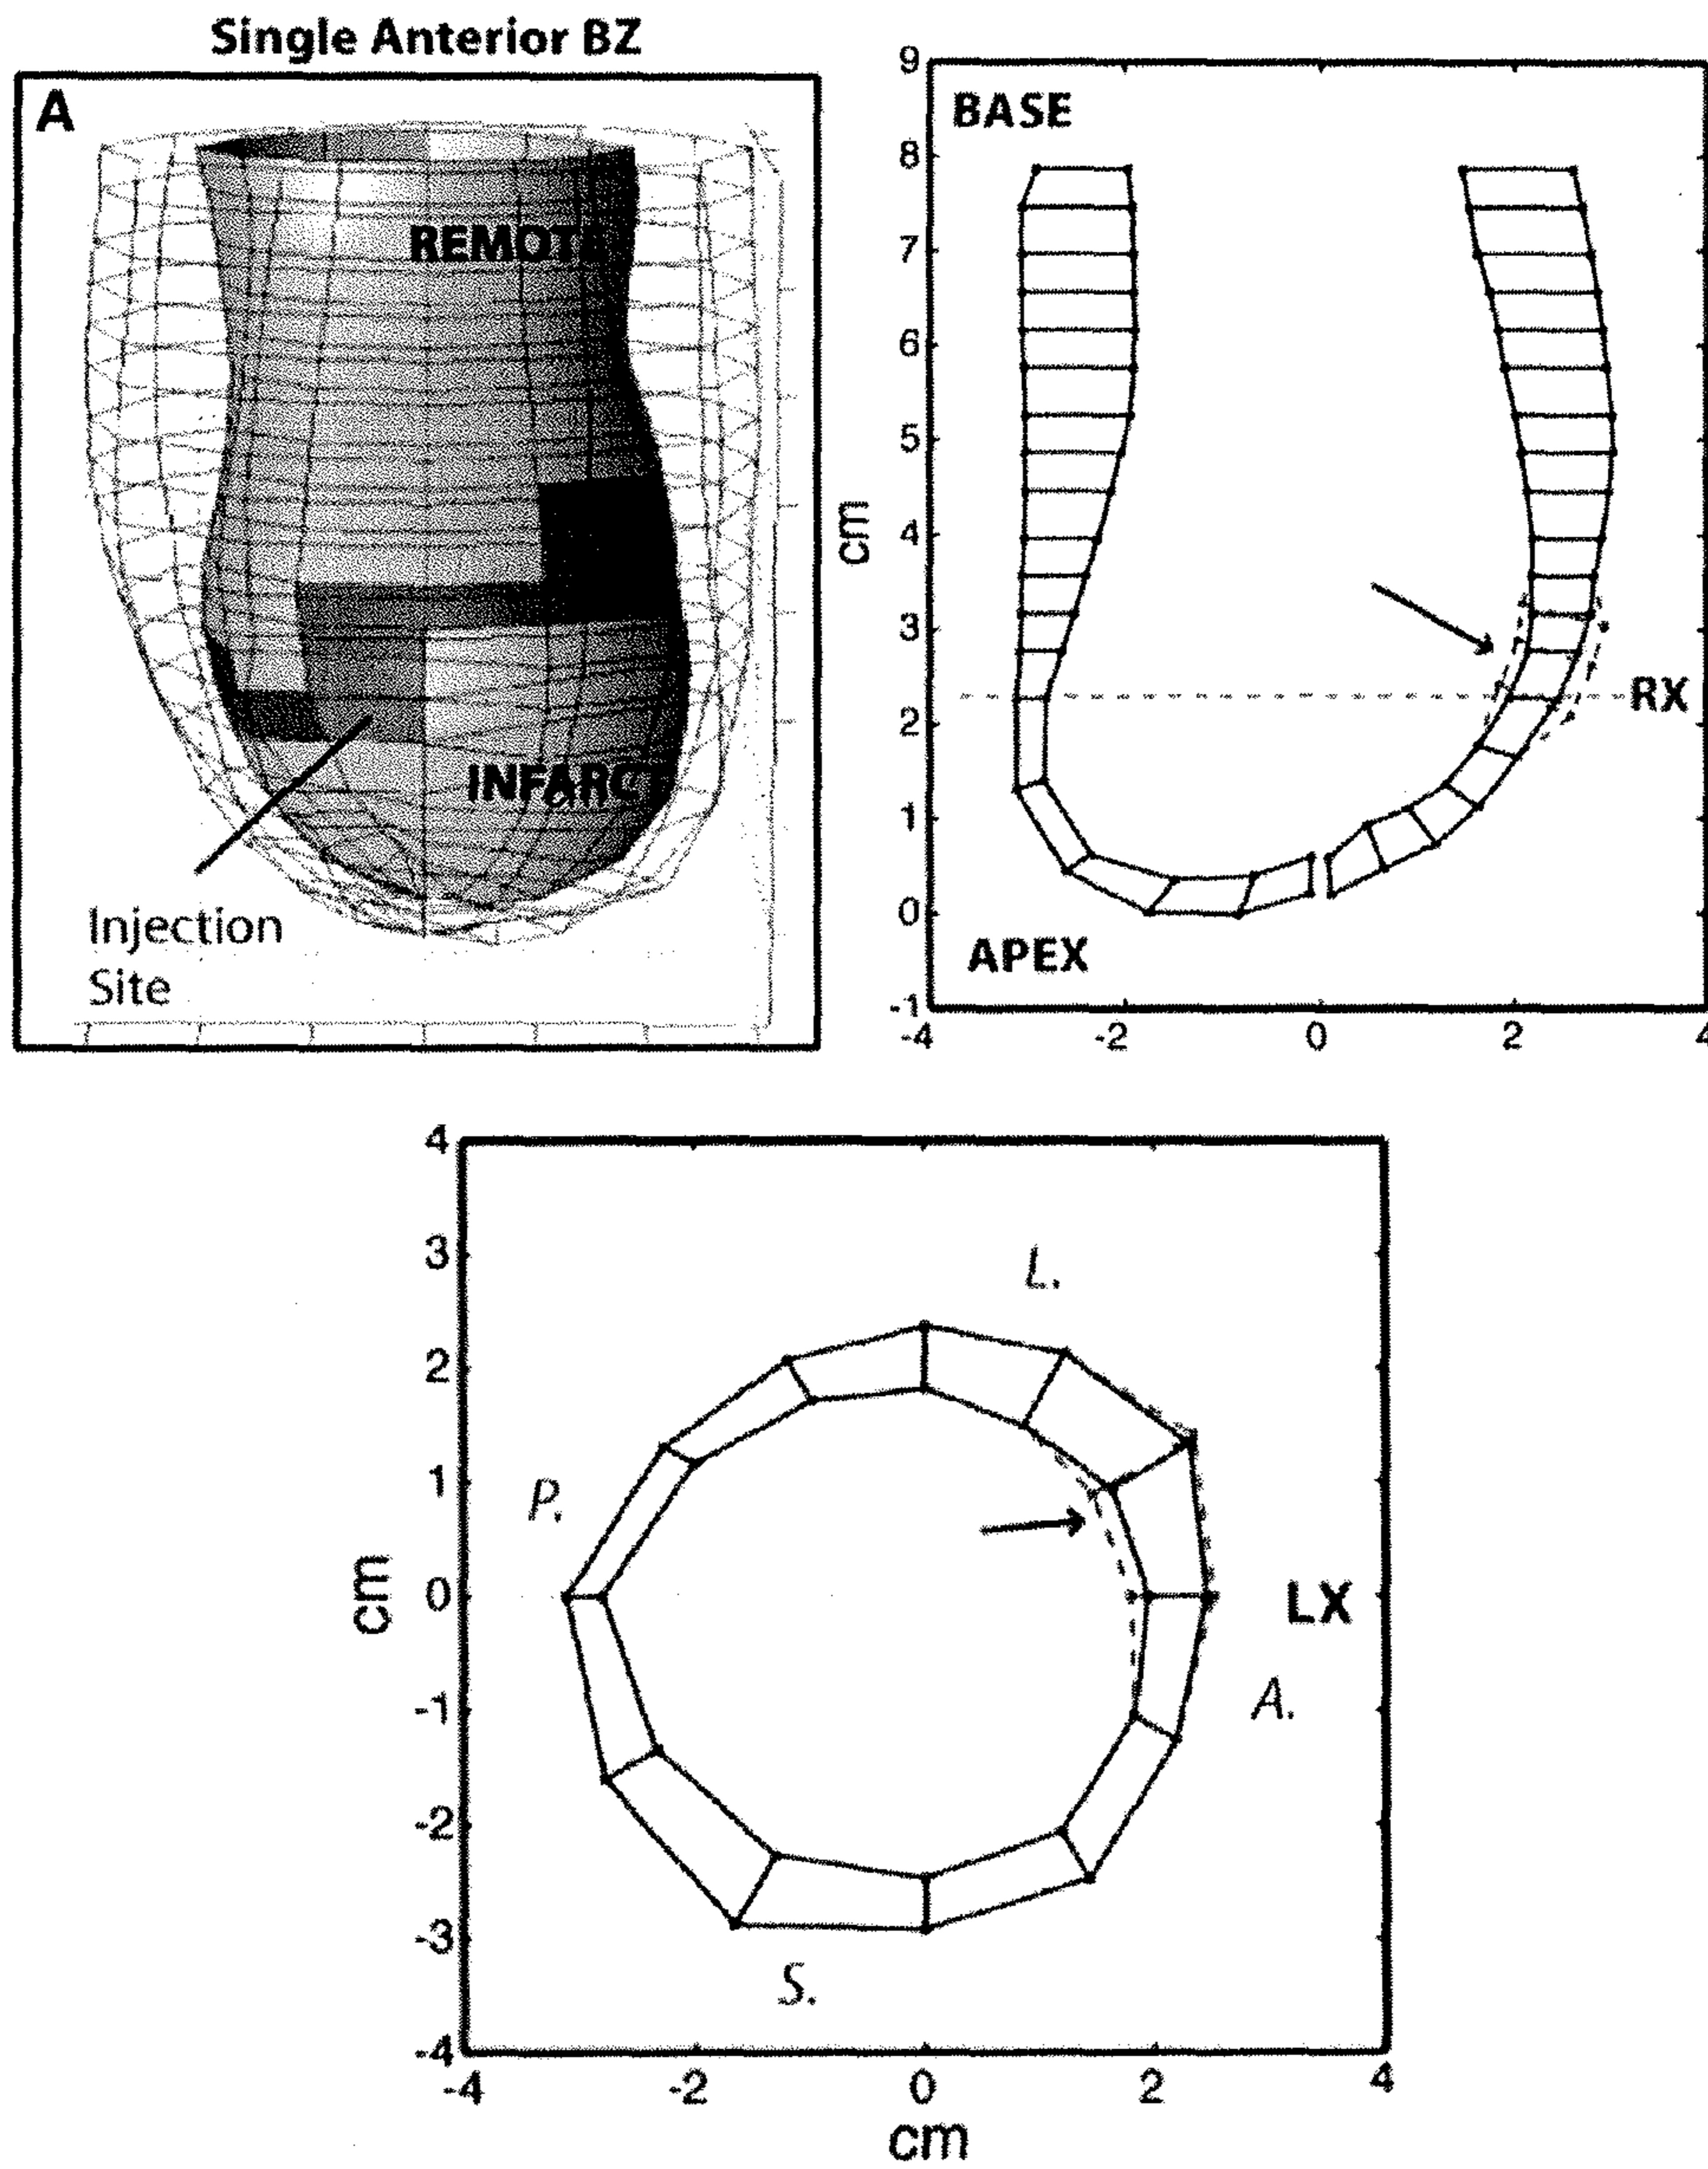 Single Anterior BZ
A
REMOTE
INFARCT
Injection
Site
9
8
7
6
5
4
3
2
1
0
-1
cm
BASE
RX
APEX
-4
-2
0
2
4
4
3
2
1
0
-1
-2
-3
-4
cm
L.
P.
LX
A.
S.
-4
-2
0
2
4
cm